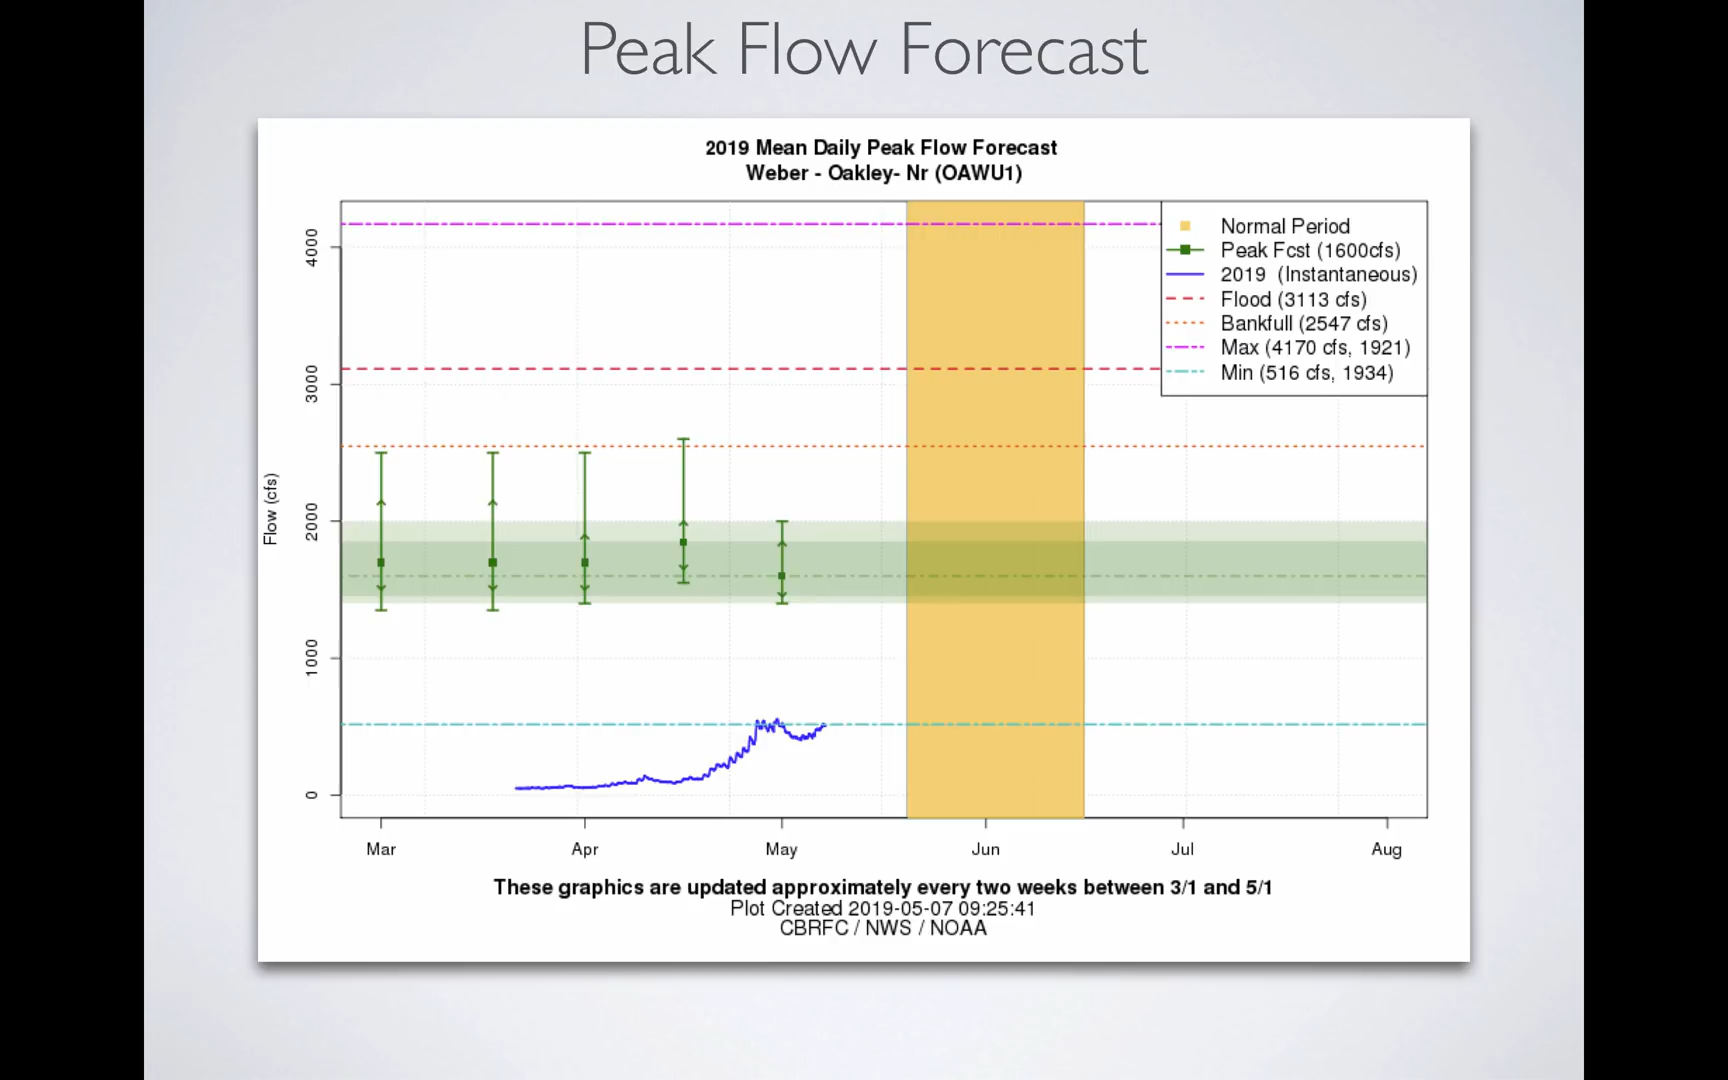 Peak Flow Forecast
2019 Mean Daily Peak Flow Forecast
Weber - Oakley- Nr (OAWU1)
Normal Period
Peak Fcst (1600cfs)
2019 (Instantaneous)
Flood (3113 cfs)
Bankfull (2547 cfs)
Max (4170 cfs, 1921)
Min (516 cfs, 1934)
Flow (cfs)
4000
3000
2000
1000
0
Mar Apr May Jun Jul Aug
These graphics are updated approximately every two weeks between 3/1 and 5/1
Plot Created 2019-05-07 09:25:41
CBRFC / NWS / NOAA